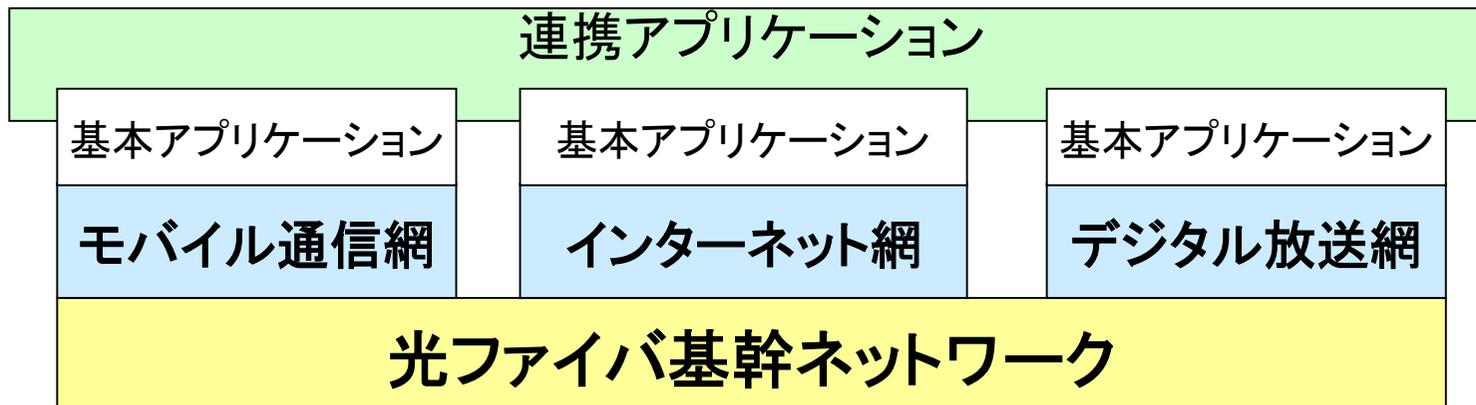 連携アプリケーション
基本アプリケーション
基本アプリケーション
基本アプリケーション
モバイル通信網
インターネット網
デジタル放送網
光ファイバ基幹ネットワーク